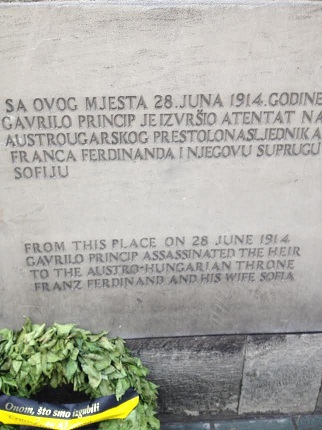 SA OVOG MJESTA 28. JUNA 1914. GODINE
GAVRILO PRINCIP JE IZVRŠIO ATENTAT NA
AUSTROUGARSKOG PRESTOLONASLJEDNIKA
FRANCA FERDINANDA I NJEGOVU SUPRUGU
SOFIJU
FROM THIS PLACE ON 28 JUNE 1914
GAVRILO PRINCIP ASSASSINATED THE HEIR
TO THE AUSTRO-HUNGARIAN THRONE
FRANZ FERDINAND AND HIS WIFE SOFIA
Onom, što smo izgubili